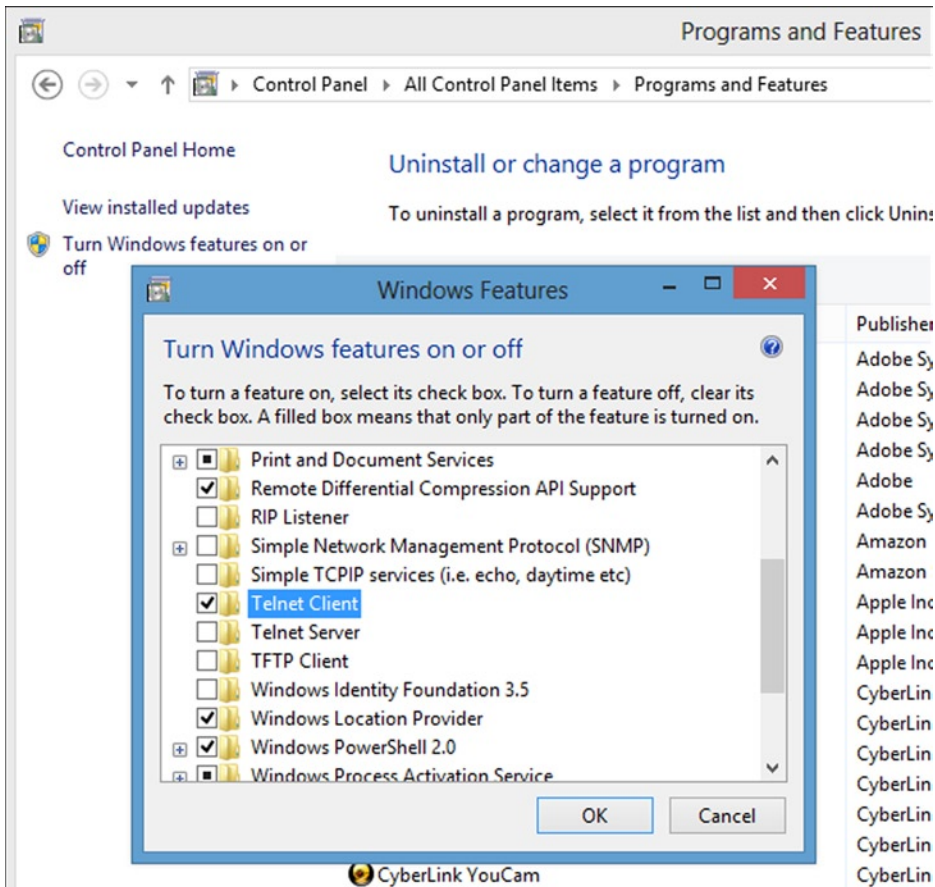 Programs and Features
Control Panel All Control Panel Items Programs and Features
Control Panel Home
View installed updates
Turn Windows features on or
off
Uninstall or change a program
To uninstall a program, select it from the list and then click Unins
Windows Features
Turn Windows features on or off
To turn a feature on, select its check box. To turn a feature off, clear its
check box. A filled box means that only part of the feature is turned on.
Print and Document Services
Remote Differential Compression API Support
RIP Listener
Simple Network Management Protocol (SNMP)
Simple TCPIP services (i.e. echo, daytime etc)
Telnet Client
Telnet Server
TFTP Client
Windows Identity Foundation 3.5
Windows Location Provider
Windows PowerShell 2.0
Windows Process Activation Service
OK
Cancel
Publisher
Adobe Sy
Adobe Sy
Adobe Sy
Adobe Sy
Adobe
Adobe Sy
Amazon
Amazon
Apple Inc
Apple Inc
Apple Inc
CyberLin
CyberLin
CyberLin
CyberLin
CyberLin
CyberLin
CyberLink YouCam
CyberLin